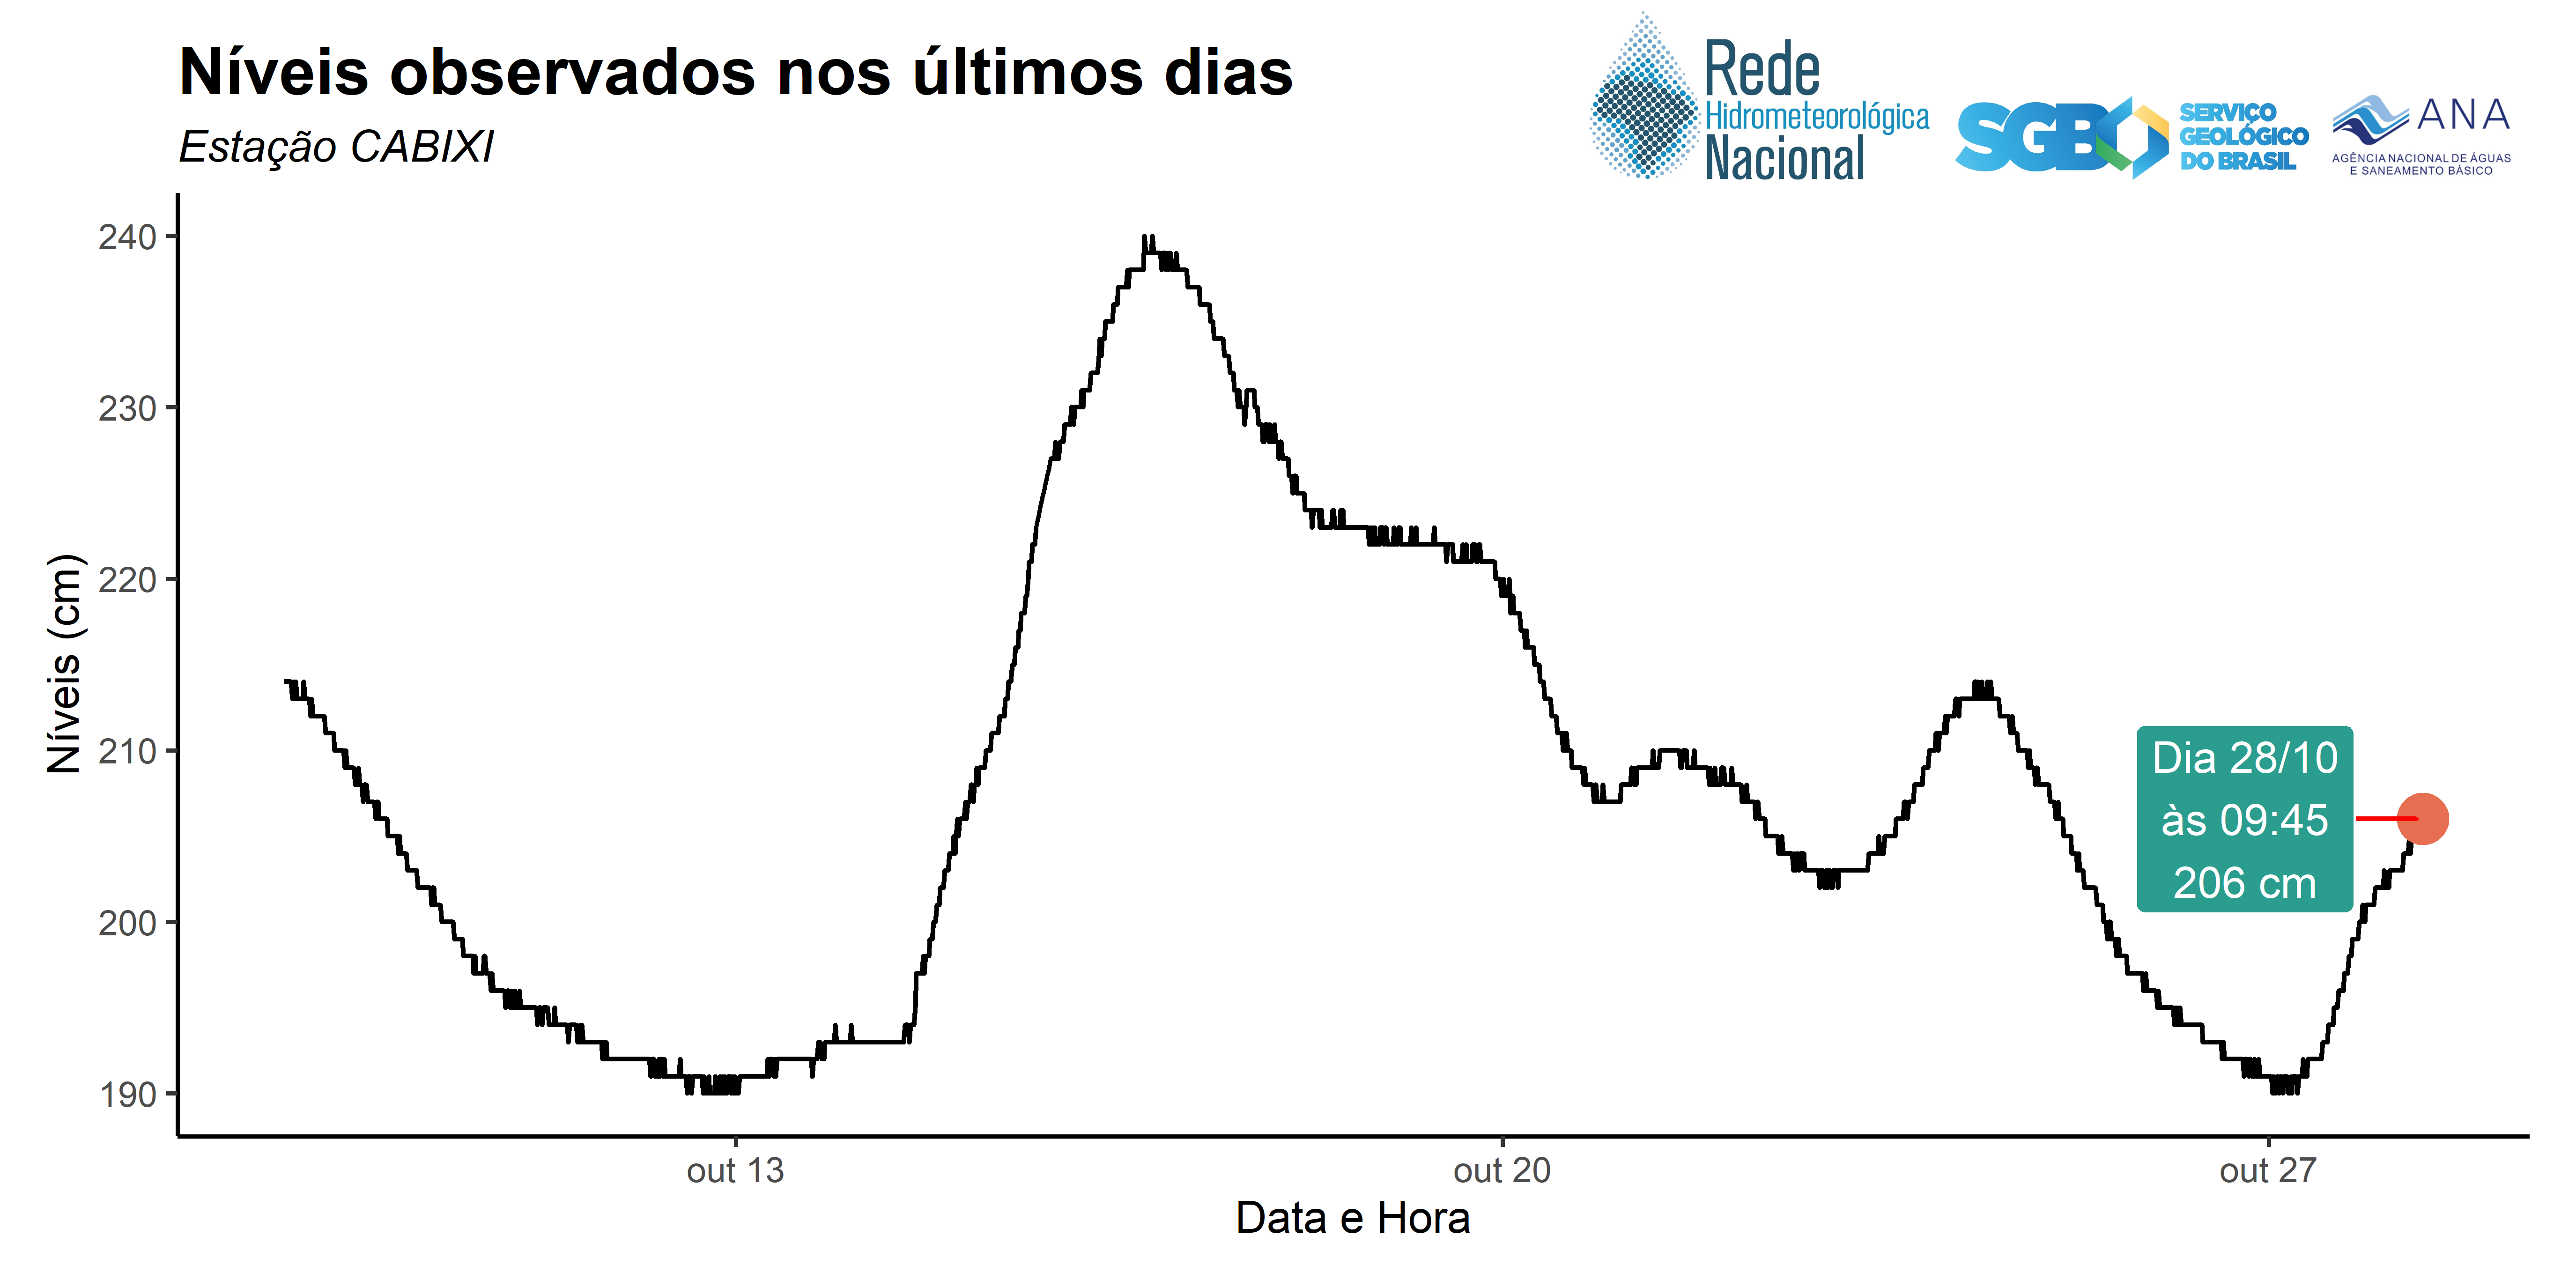 Níveis observados nos últimos dias
Estação CABIXI
Rede
Hidrometeorológica
Nacional
SGB
SERVIÇO
GEOLÓGICO
DO BRASIL
ANA
AGÊNCIA NACIONAL DE ÁGUAS
E SANEAMENTO BÁSICO
Níveis (cm)
240
230
220
210
200
190
Dia 28/10
às 09:45
206 cm
out 13
out 20
out 27
Data e Hora